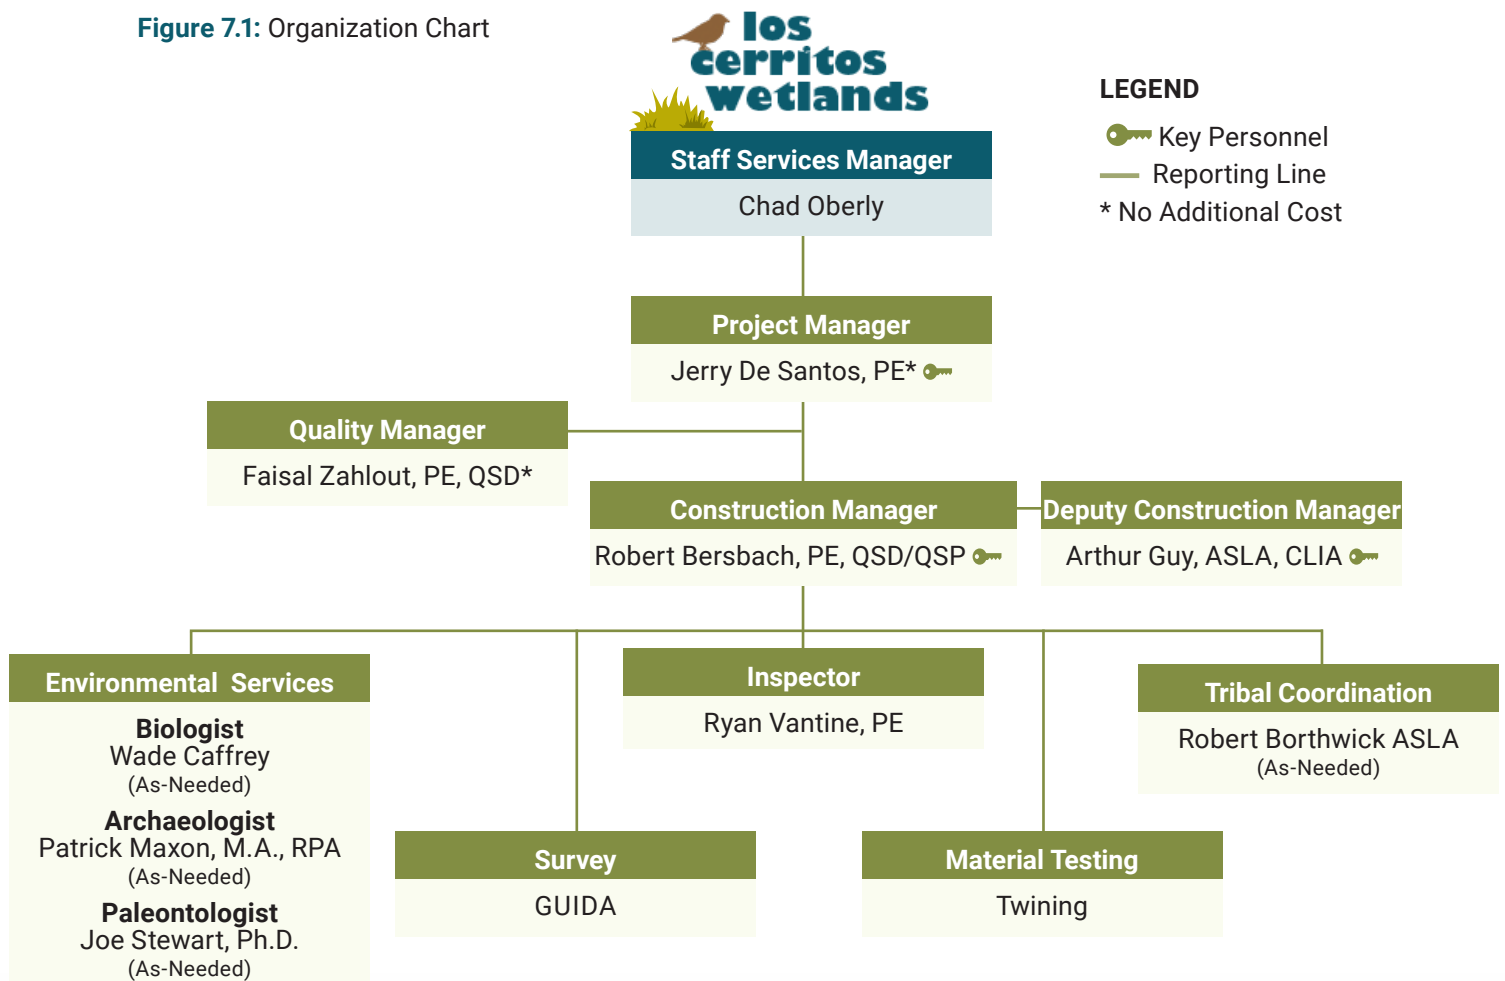 Figure 7.1: Organization Chart
los
cerritos
wetlands
LEGEND
Key Personnel
Reporting Line
* No Additional Cost
Staff Services Manager
Chad Oberly
Project Manager
Jerry De Santos, PE*
Quality Manager
Faisal Zahlout, PE, QSD*
Construction Manager
Robert Bersbach, PE, QSD/QSP
Deputy Construction Manager
Arthur Guy, ASLA, CLIA
Environmental Services
Biologist
Wade Caffrey
(As-Needed)
Archaeologist
Patrick Maxon, M.A., RPA
(As-Needed)
Paleontologist
Joe Stewart, Ph.D.
(As-Needed)
Survey
GUIDA
Inspector
Ryan Vantine, PE
Material Testing
Twining
Tribal Coordination
Robert Borthwick ASLA
(As-Needed)